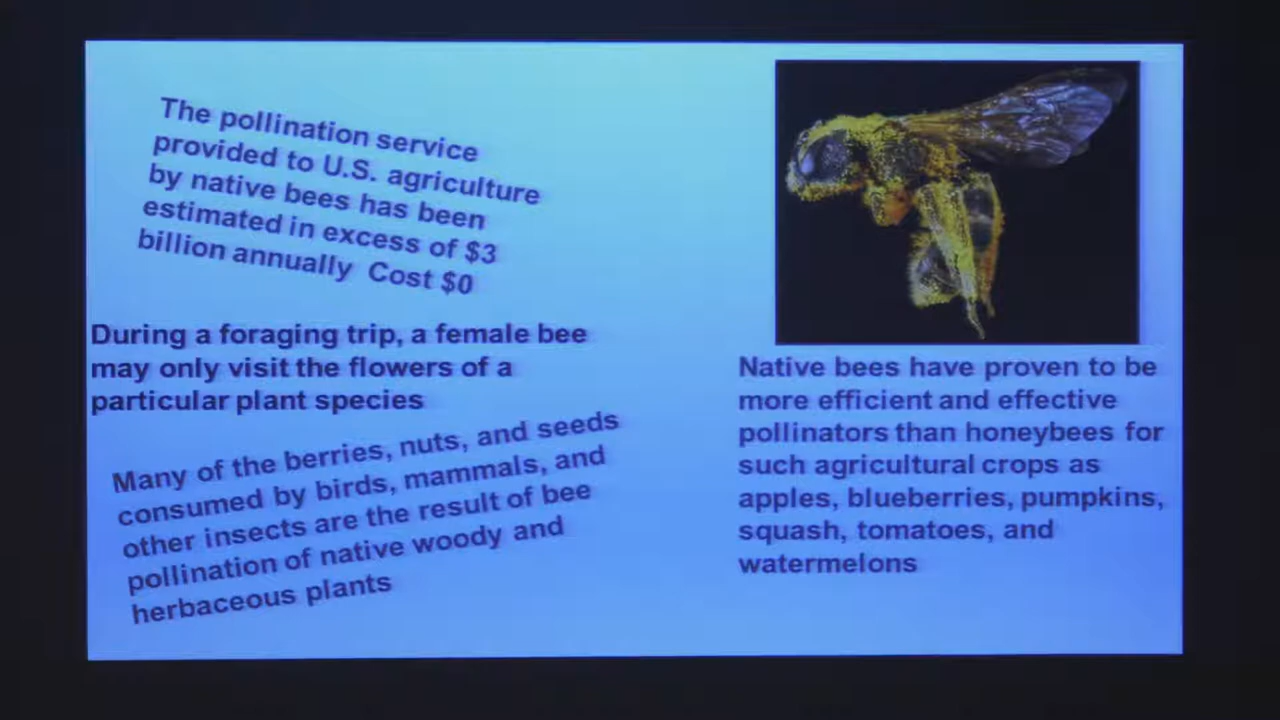 The pollination service
provided to U.S. agriculture
by native bees has been
estimated in excess of $3
billion annually Cost $0
During a foraging trip, a female bee
may only visit the flowers of a
particular plant species
Many of the berries, nuts, and seeds
consumed by birds, mammals, and
other insects are the result of bee
pollination of native woody and
herbaceous plants
Native bees have proven to be
more efficient and effective
pollinators than honeybees for
such agricultural crops as
apples, blueberries, pumpkins,
squash, tomatoes, and
watermelons